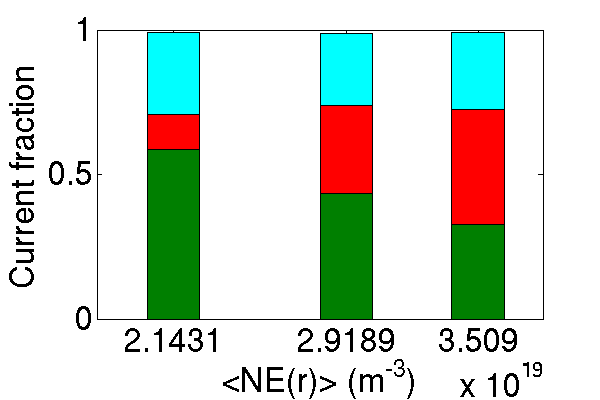 Current fraction
1
0.5
0
2.1431 2.9189 3.509
<NE(r)> (m⁻³)
x 10¹⁹